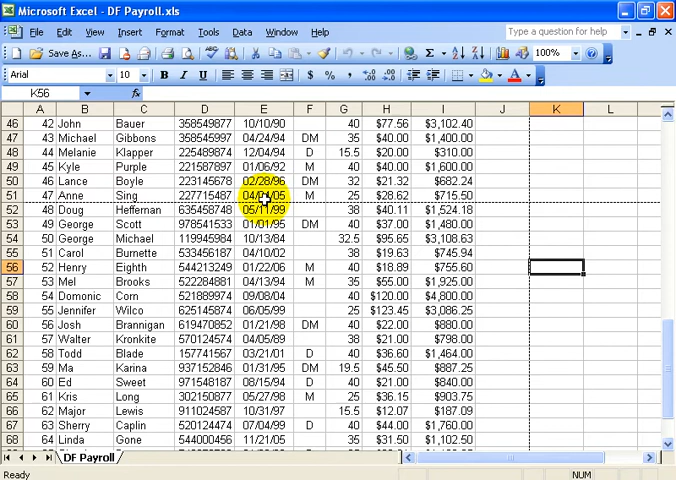 Microsoft Excel - DF Payroll.xls
File Edit View Insert Format Tools Data Window Help Type a question for help
Save As... 100%
Arial 10 B I U $ %
K56 fx
A B C D E F G H I J K L
46 42 John Bauer 358549877 10/10/90 40 $77.56 $3,102.40
47 43 Michael Gibbons 358545997 04/24/94 DM 35 $40.00 $1,400.00
48 44 Melanie Klapper 225489874 12/04/94 D 15.5 $20.00 $310.00
49 45 Kyle Purple 221587897 01/06/92 M 40 $40.00 $1,600.00
50 46 Lance Boyle 223145678 02/28/96 DM 32 $21.32 $682.24
51 47 Anne Sing 227715487 04/04/05 M 25 $28.62 $715.50
52 48 Doug Heffernan 635458748 05/11/99 38 $40.11 $1,524.18
53 49 George Scott 978541533 01/01/95 DM 40 $37.00 $1,480.00
54 50 George Michael 119945984 10/13/84 32.5 $95.65 $3,108.63
55 51 Carol Burnette 533456187 04/10/02 38 $19.63 $745.94
56 52 Henry Eighth 544213249 01/22/06 M 40 $18.89 $755.60
57 53 Mel Brooks 522284881 04/13/94 M 35 $55.00 $1,925.00
58 54 Domonic Corn 521889974 09/08/04 40 $120.00 $4,800.00
59 55 Jennifer Wilco 625145874 06/05/99 25 $123.45 $3,086.25
60 56 Josh Brannigan 619470852 01/21/98 DM 40 $22.00 $880.00
61 57 Walter Kronkite 570124574 04/05/89 38 $21.00 $798.00
62 58 Todd Blade 157741567 03/21/01 D 40 $36.60 $1,464.00
63 59 Ma Karina 937152846 01/31/95 DM 19.5 $45.50 $887.25
64 60 Ed Sweet 971548187 08/15/94 D 40 $21.00 $840.00
65 61 Kris Long 302150877 05/27/98 M 25 $36.15 $903.75
66 62 Major Lewis 911024587 10/31/97 15.5 $12.07 $187.09
67 63 Sherry Caplin 520124474 07/04/99 D 40 $44.00 $1,760.00
68 64 Linda Gone 544000456 11/21/05 35 $31.50 $1,102.50
DF Payroll
Ready NUM